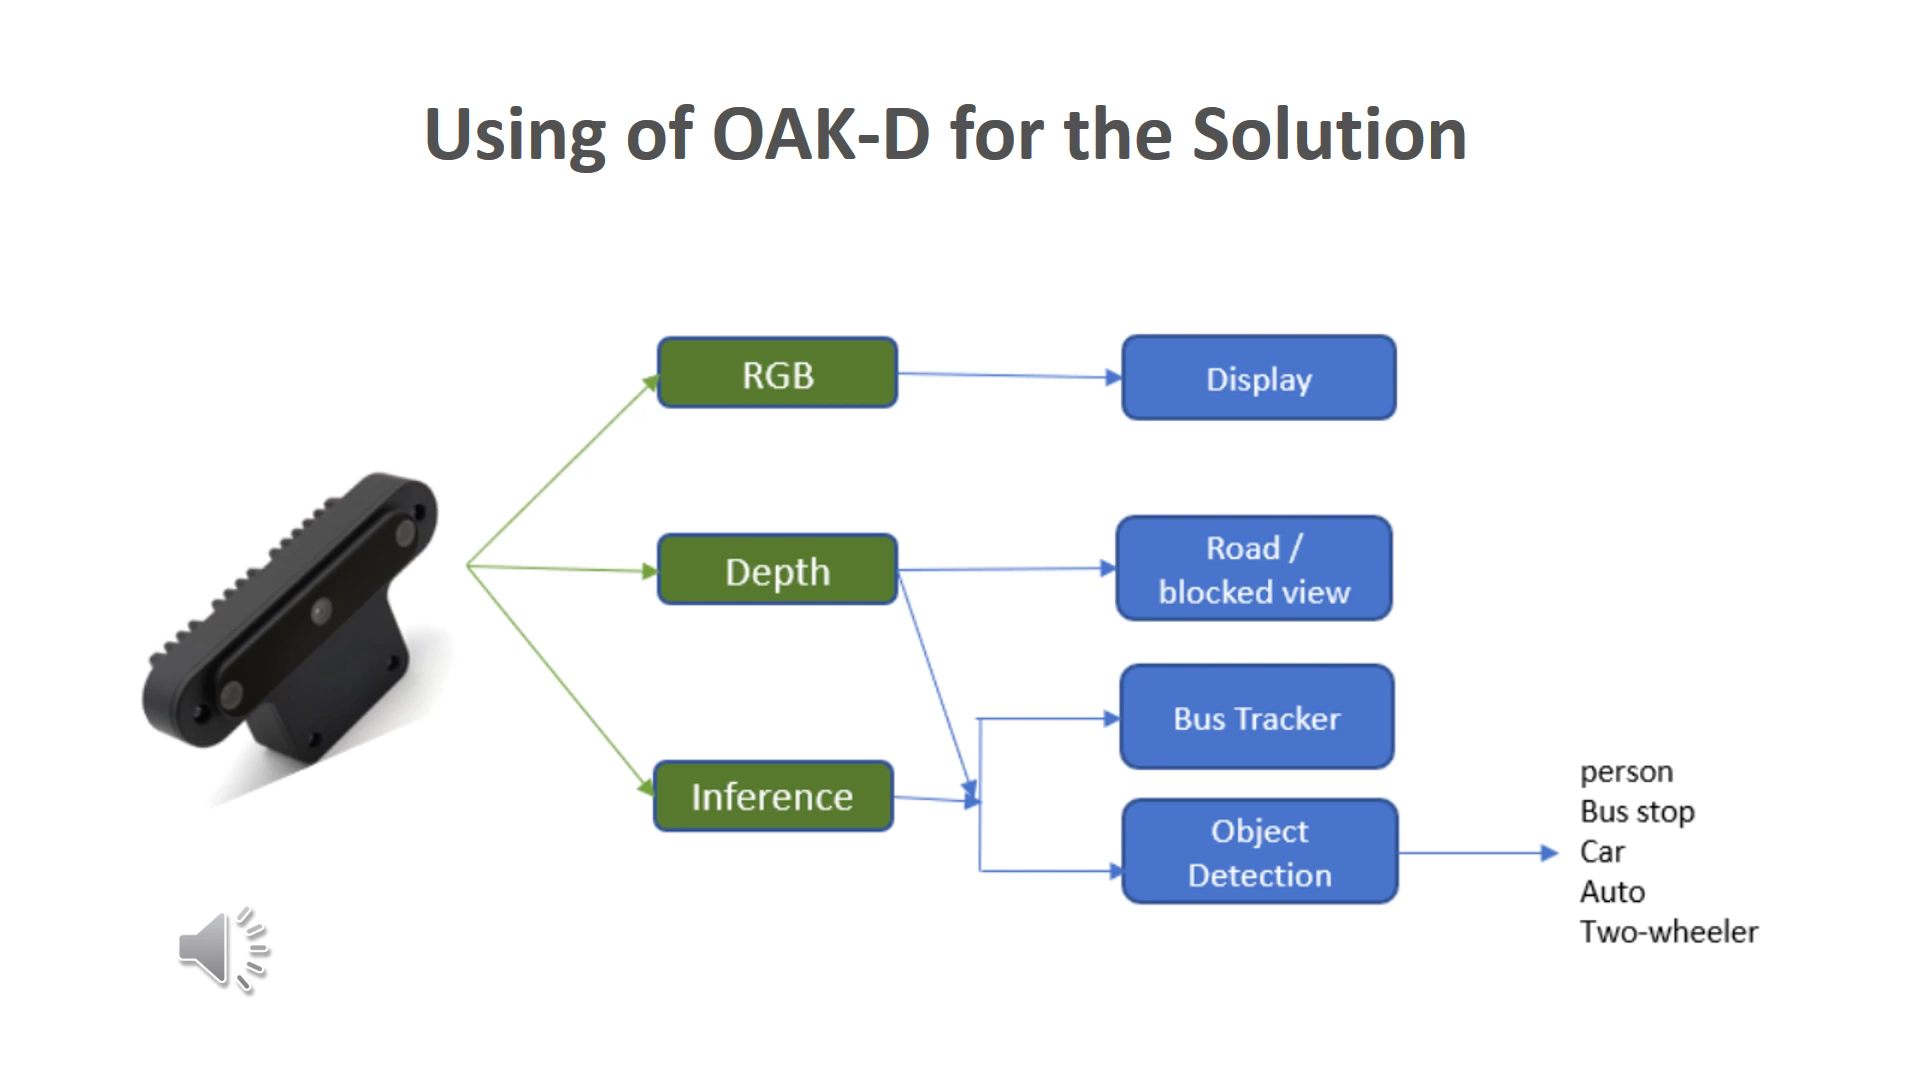 Using of OAK-D for the Solution
RGB
Display
Depth
Road /
blocked view
Bus Tracker
Inference
Object
Detection
person
Bus stop
Car
Auto
Two-wheeler